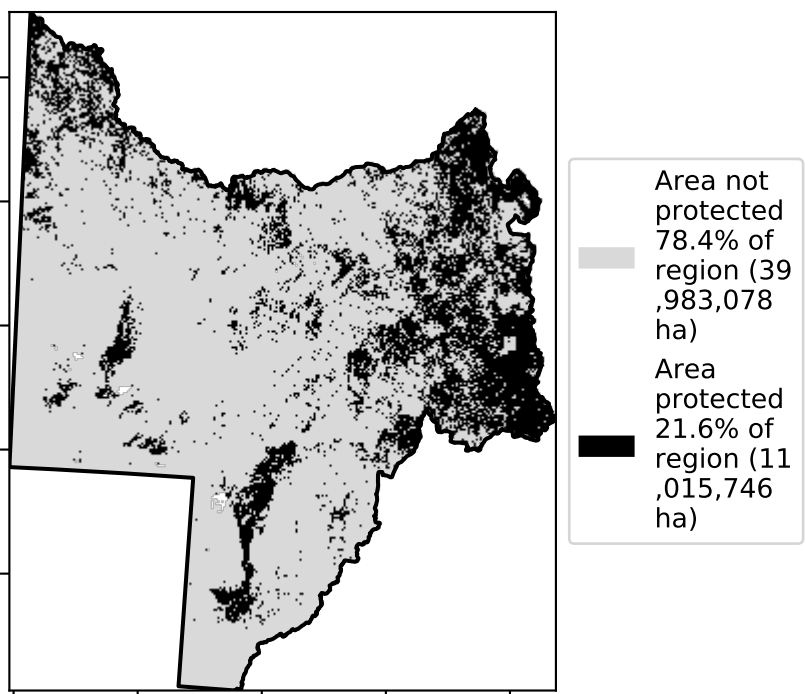 Area not
protected
78.4% of
region (39
,983,078
ha)
Area
protected
21.6% of
region (11
,015,746
ha)